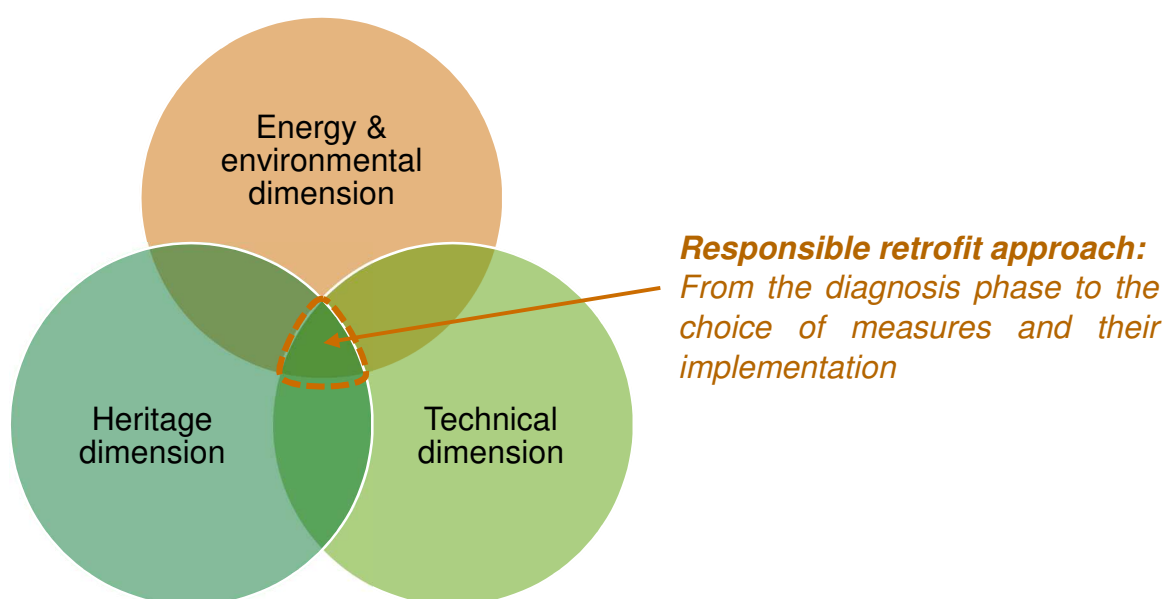 Energy &
environmental
dimension
Responsible retrofit approach:
From the diagnosis phase to the
choice of measures and their
implementation
Heritage
dimension
Technical
dimension